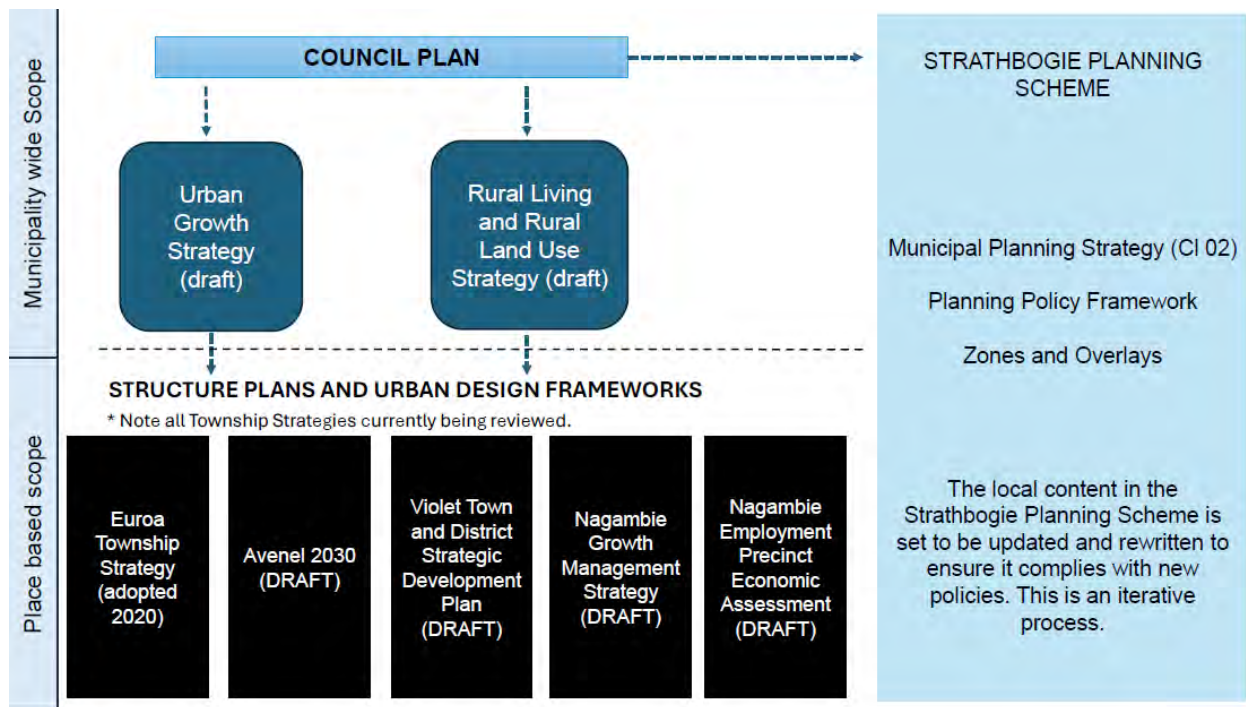 Municipality wide Scope
COUNCIL PLAN
Urban
Growth
Strategy
(draft)
Rural Living
and Rural
Land Use
Strategy (draft)
Place based scope
STRUCTURE PLANS AND URBAN DESIGN FRAMEWORKS
* Note all Township Strategies currently being reviewed.
Euroa
Township
Strategy
(adopted
2020)
Avenel 2030
(DRAFT)
Violet Town
and District
Strategic
Development
Plan
(DRAFT)
Nagambie
Growth
Management
Strategy
(DRAFT)
Nagambie
Employment
Precinct
Economic
Assessment
(DRAFT)
STRATHBOGIE PLANNING
SCHEME
Municipal Planning Strategy (Cl 02)
Planning Policy Framework
Zones and Overlays
The local content in the
Strathbogie Planning Scheme is
set to be updated and rewritten to
ensure it complies with new
policies. This is an iterative
process.